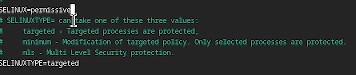 SELINUX=permissive
# SELINUXTYPE= can take one of these three values:
#     targeted - Targeted processes are protected,
#     minimum - Modification of targeted policy. Only selected processes are protected.
#     mls - Multi Level Security protection.
SELINUXTYPE=targeted